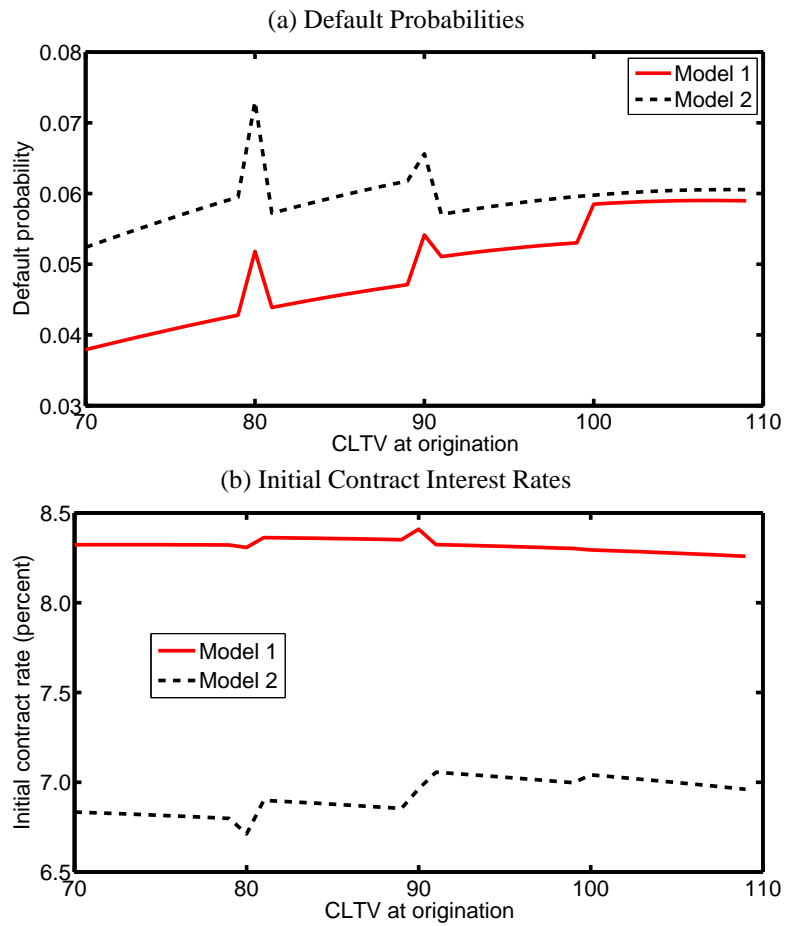 (a) Default Probabilities
0.08
0.07
0.06
0.05
0.04
0.03
Default probability
Model 1
Model 2
70
80
90
100
110
CLTV at origination
(b) Initial Contract Interest Rates
8.5
8.0
7.5
7.0
6.5
Initial contract rate (percent)
Model 1
Model 2
70
80
90
100
110
CLTV at origination